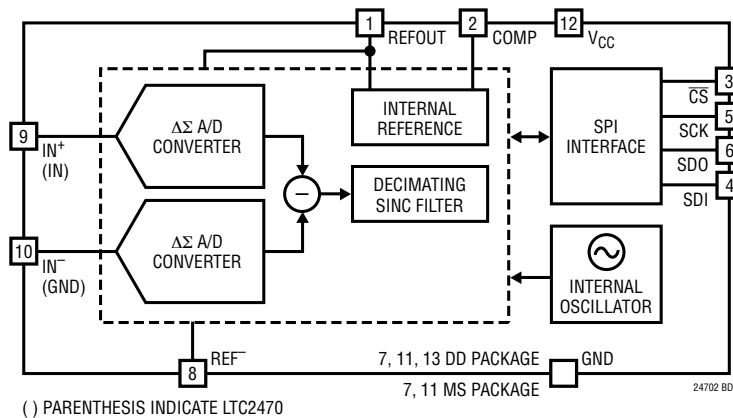 1 REFOUT
2 COMP
12 VCC
9 IN+
(IN)
10 IN−
(GND)
ΔΣ A/D
CONVERTER
ΔΣ A/D
CONVERTER
−
INTERNAL
REFERENCE
DECIMATING
SINC FILTER
SPI
INTERFACE
3
C̅S̅
5
SCK
6
SDO
4
SDI
INTERNAL
OSCILLATOR
8 REF−
7, 11, 13 DD PACKAGE
7, 11 MS PACKAGE
GND
24702 BD
( ) PARENTHESIS INDICATE LTC2470